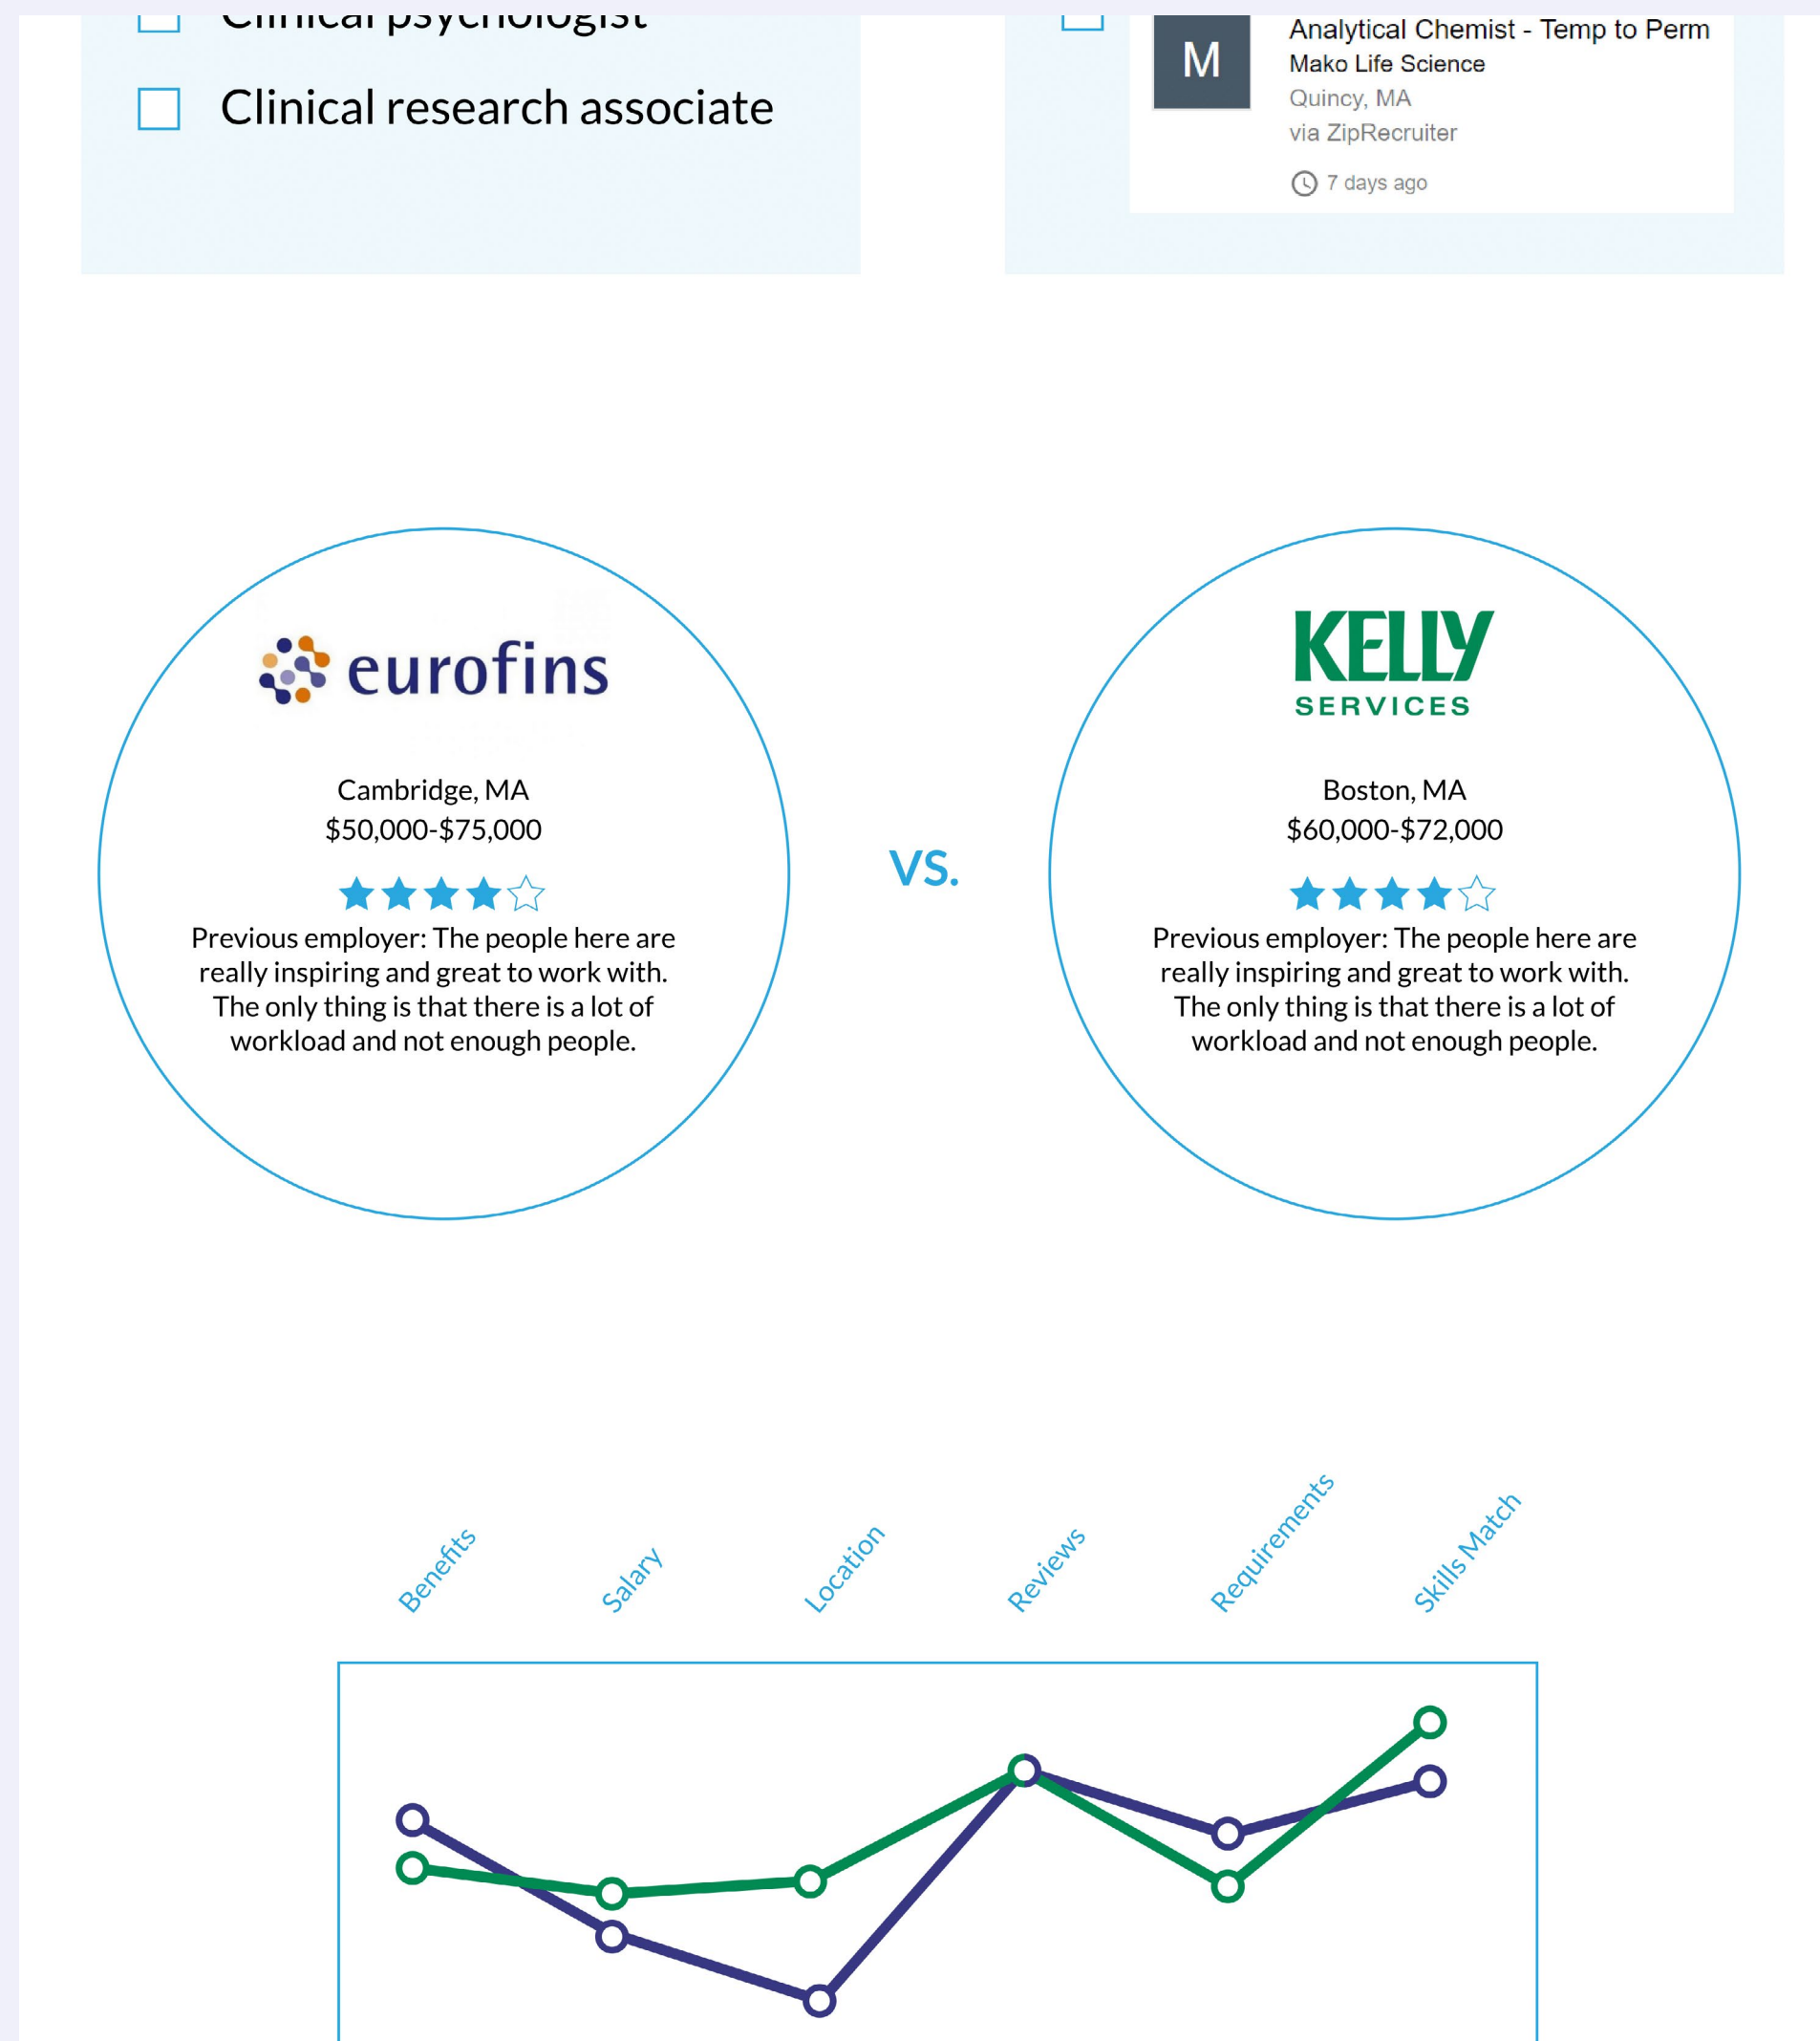 Clinical psychologist
Clinical research associate
M
Analytical Chemist - Temp to Perm
Mako Life Science
Quincy, MA
via ZipRecruiter
7 days ago
eurofins
Cambridge, MA
$50,000-$75,000
Previous employer: The people here are
really inspiring and great to work with.
The only thing is that there is a lot of
workload and not enough people.
vs.
KELLY
SERVICES
Boston, MA
$60,000-$72,000
Previous employer: The people here are
really inspiring and great to work with.
The only thing is that there is a lot of
workload and not enough people.
Benefits
Salary
Location
Reviews
Requirements
Skills Match